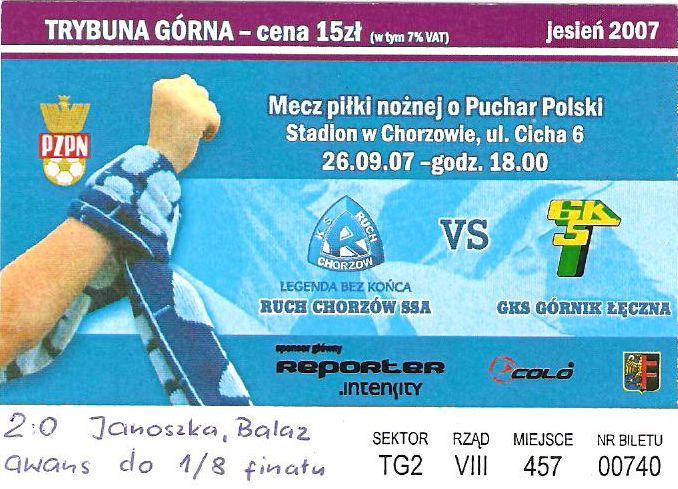 TRYBUNA GÓRNA – cena 15zł (w tym 7% VAT)
jesień 2007
PZPN
Mecz piłki nożnej o Puchar Polski
Stadion w Chorzowie, ul. Cicha 6
26.09.07 –godz. 18.00
K.S. RUCH
CHORZÓW
LEGENDA BEZ KOŃCA
RUCH CHORZÓW SSA
VS
GKS
GKS GÓRNIK ŁĘCZNA
sponsor główny
REPORTER
.intensity
COLO
2:0 Janoszka, Balaz
awans do 1/8 finału
SEKTOR RZĄD MIEJSCE NR BILETU
TG2 VIII 457 00740